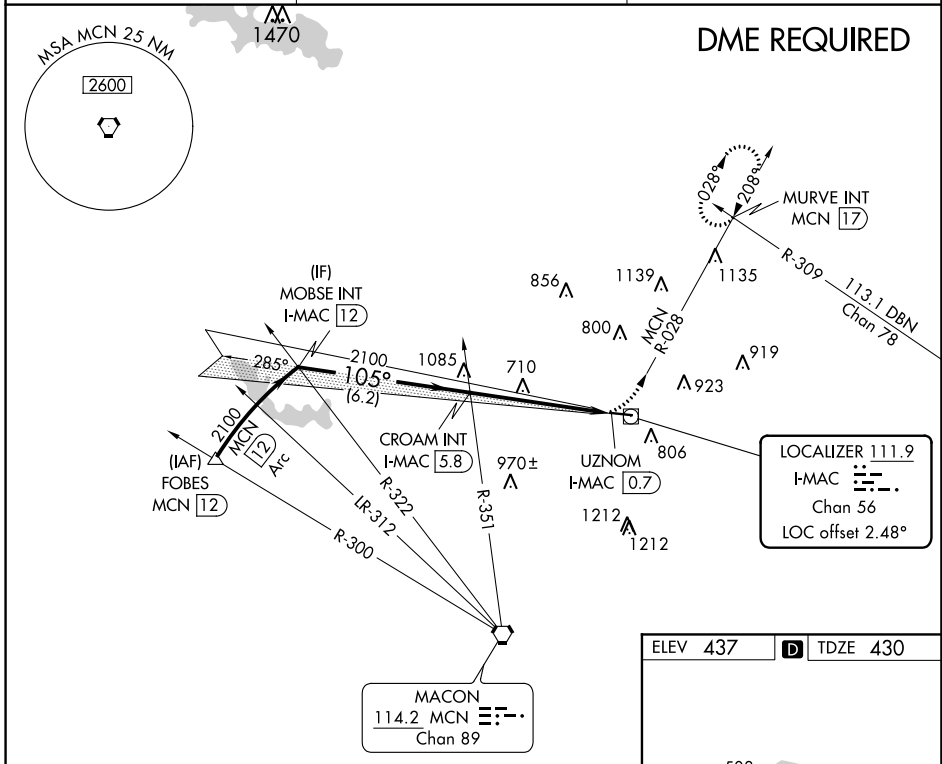 1470
MSA MCN 25 NM
2600
DME REQUIRED
028°
208°
MURVE INT
MCN 17
R-309
113.1 DBN
Chan 78
MCN
R-028
1135
1139
856
800
919
923
(IF)
MOBSE INT
I-MAC 12
285°
2100
105°
(6.2)
1085
710
2100
MCN
12
Arc
(IAF)
FOBES
MCN 12
CROAM INT
I-MAC 5.8
970±
UZNOM
I-MAC 0.7
806
1212
1212
R-322
LR-312
R-300
R-351
LOCALIZER 111.9
I-MAC
Chan 56
LOC offset 2.48°
MACON
114.2 MCN
Chan 89
ELEV 437
D
TDZE 430